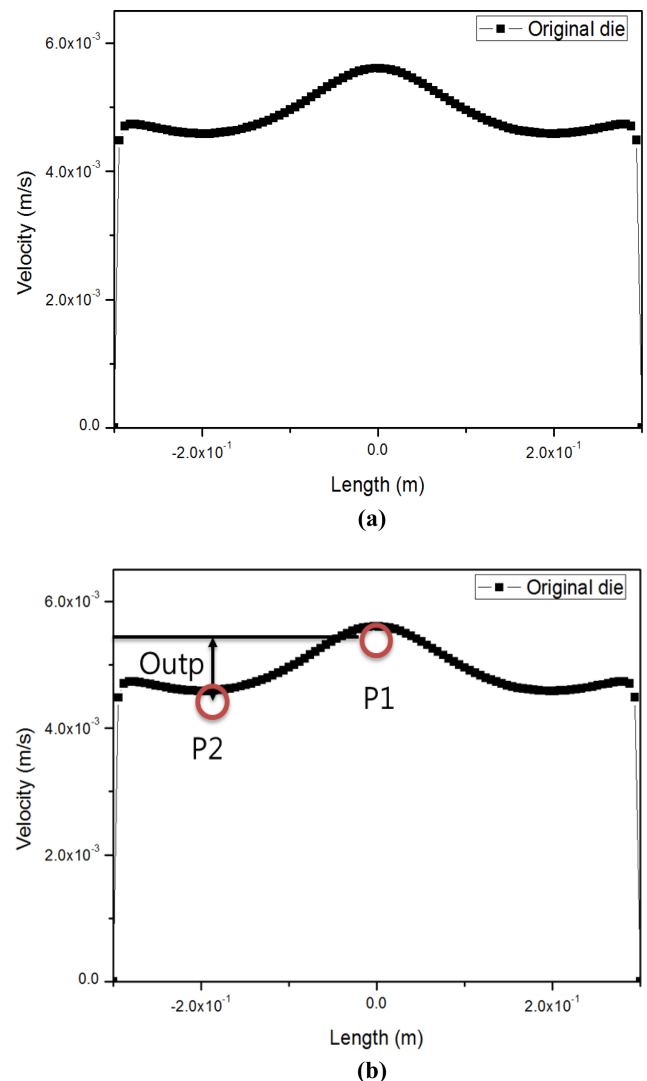 Original die
6.0x10⁻³
4.0x10⁻³
2.0x10⁻³
0.0
Velocity (m/s)
-2.0x10⁻¹
0.0
2.0x10⁻¹
Length (m)
(a)
Original die
6.0x10⁻³
4.0x10⁻³
2.0x10⁻³
0.0
Velocity (m/s)
Outp
P1
P2
-2.0x10⁻¹
0.0
2.0x10⁻¹
Length (m)
(b)